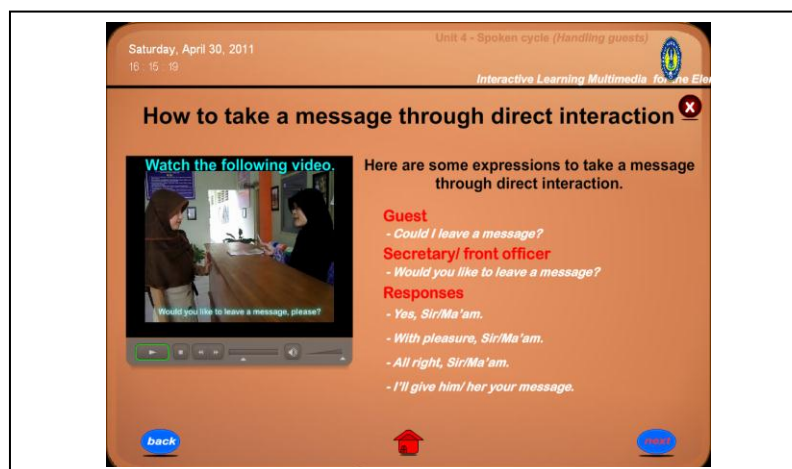 Saturday, April 30, 2011
16 : 15 : 19
Unit 4 - Spoken cycle (Handling guests)
Interactive Learning Multimedia for the Ele
How to take a message through direct interaction
X
Watch the following video.
Would you like to leave a message, please?
Here are some expressions to take a message
through direct interaction.
Guest
- Could I leave a message?
Secretary/ front officer
- Would you like to leave a message?
Responses
- Yes, Sir/Ma'am.
- With pleasure, Sir/Ma'am.
- All right, Sir/Ma'am.
- I'll give him/ her your message.
back
next